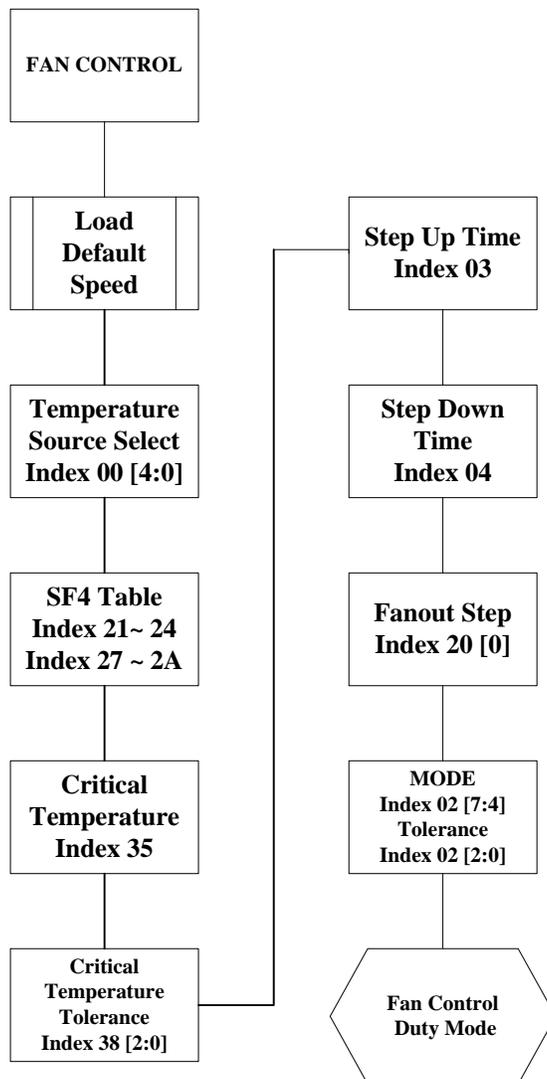 FAN CONTROL
Load
Default
Speed
Temperature
Source Select
Index 00 [4:0]
SF4 Table
Index 21~ 24
Index 27 ~ 2A
Critical
Temperature
Index 35
Critical
Temperature
Tolerance
Index 38 [2:0]
Step Up Time
Index 03
Step Down
Time
Index 04
Fanout Step
Index 20 [0]
MODE
Index 02 [7:4]
Tolerance
Index 02 [2:0]
Fan Control
Duty Mode